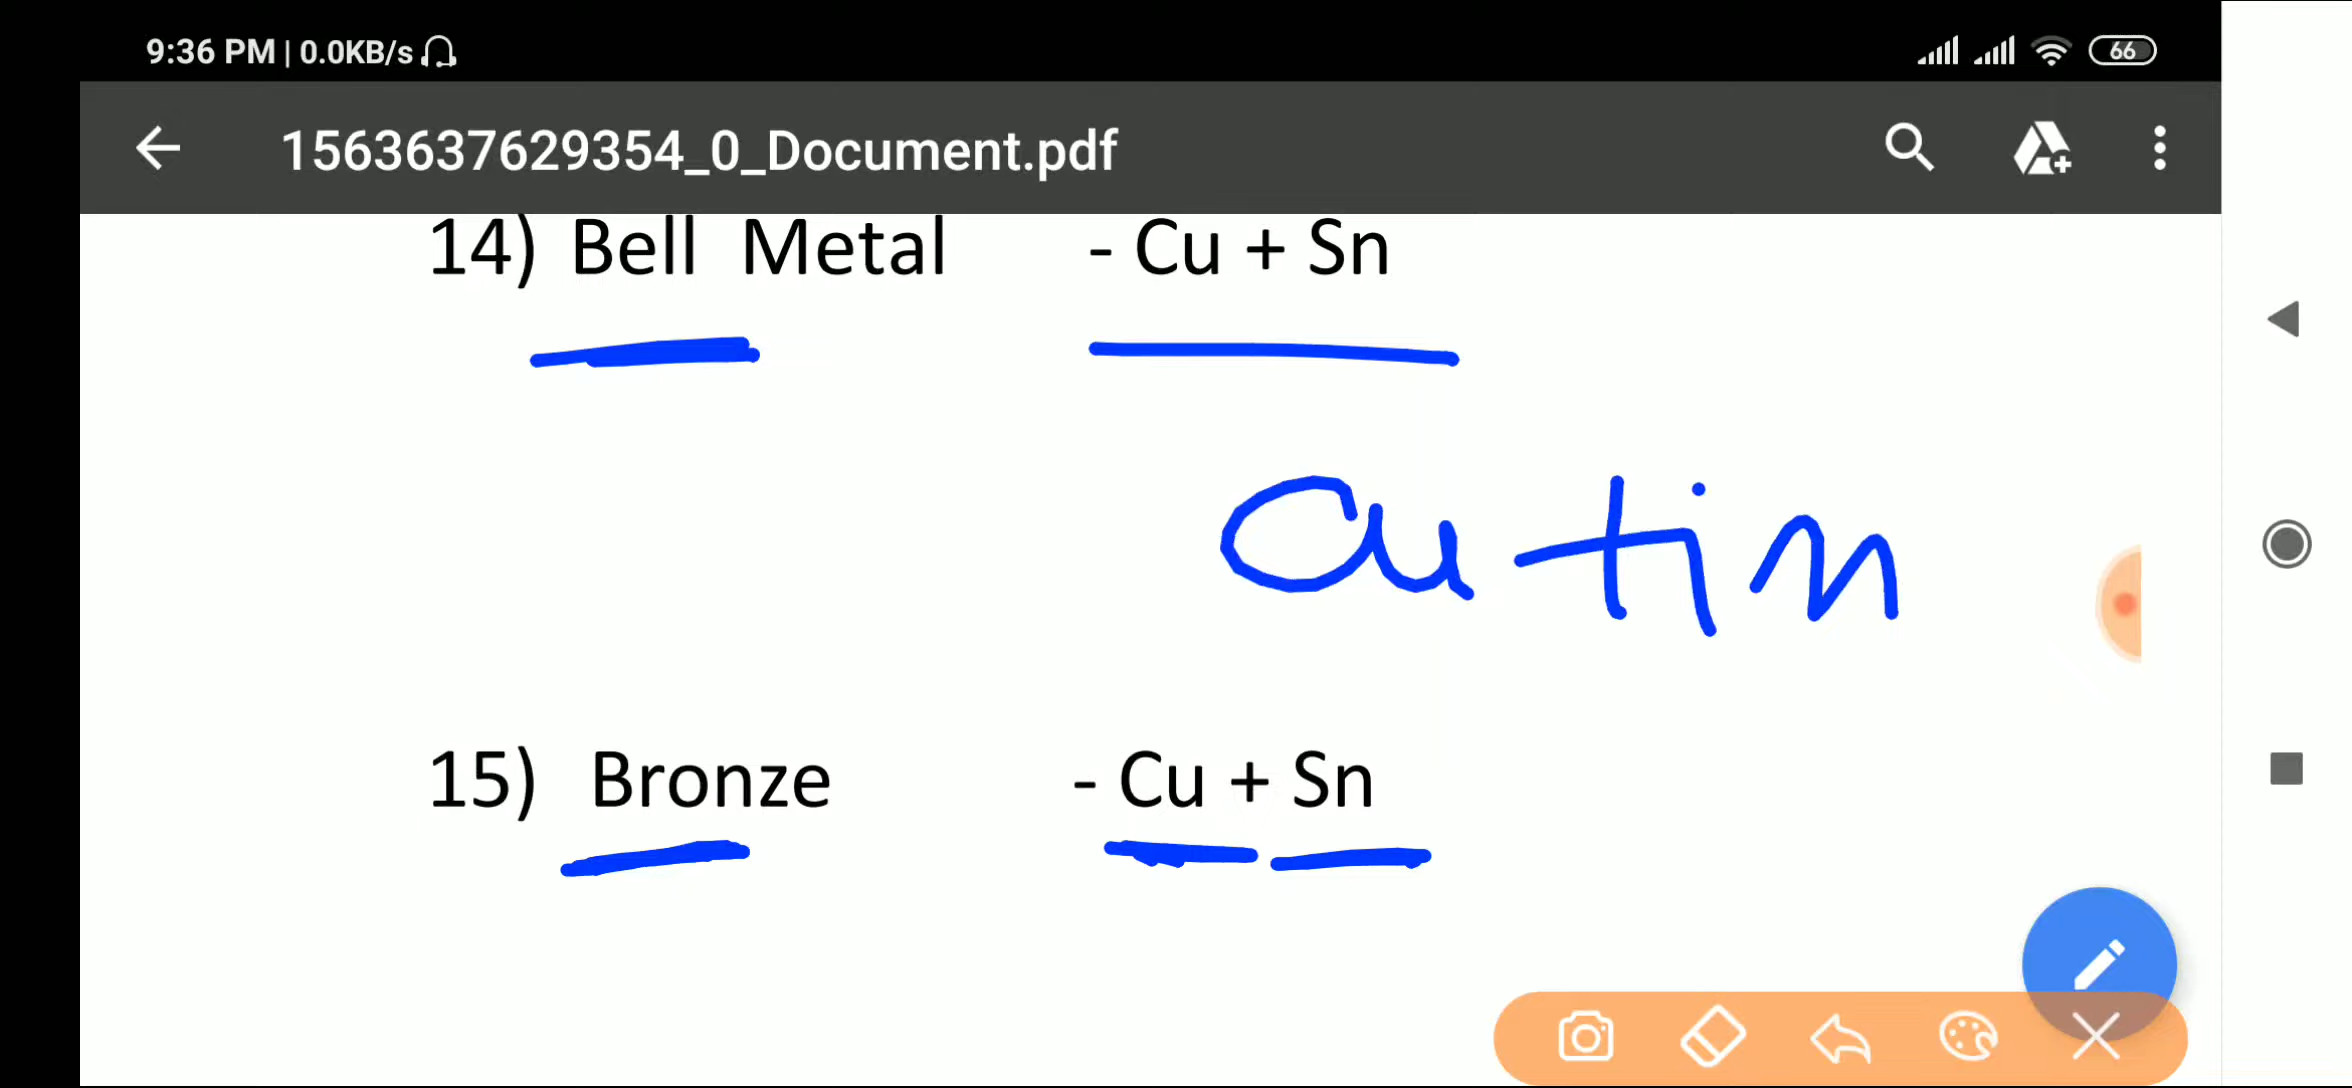 9:36 PM | 0.0KB/s
66
1563637629354_0_Document.pdf
14) Bell Metal - Cu + Sn
Cu tin
15) Bronze - Cu + Sn